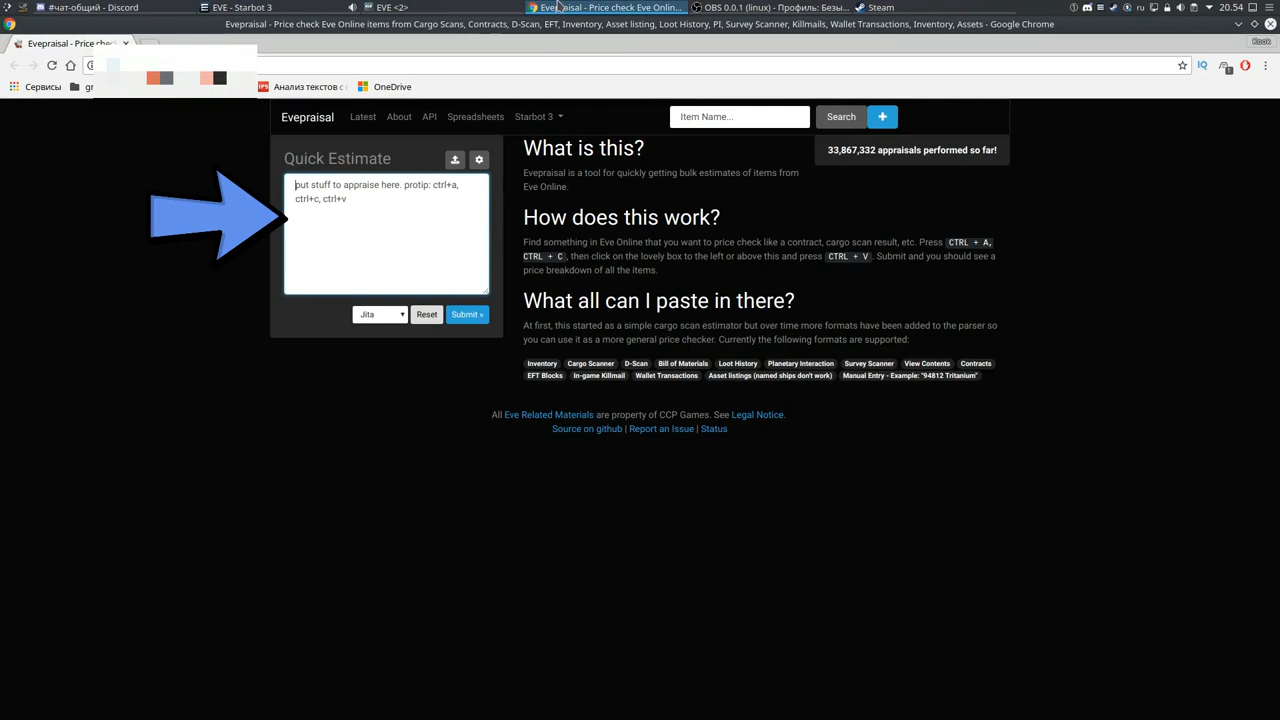 #чат-общий - Discord
EVE - Starbot 3
EVE <2>
Evepraisal - Price check Eve Onlin...
OBS 0.0.1 (linux) - Профиль: Безы...
Steam
ru
20.54
Evepraisal - Price check Eve Online items from Cargo Scans, Contracts, D-Scan, EFT, Inventory, Asset listing, Loot History, PI, Survey Scanner, Killmails, Wallet Transactions, Inventory, Assets - Google Chrome
Evepraisal - Price che
Kook
IQ
1
Сервисы
gr
IPS
Анализ текстов с
OneDrive
Evepraisal
Latest
About
API
Spreadsheets
Starbot 3
Item Name...
Search
+
Quick Estimate
put stuff to appraise here. protip: ctrl+a,
ctrl+c, ctrl+v
Jita
Reset
Submit »
What is this?
Evepraisal is a tool for quickly getting bulk estimates of items from
Eve Online.
33,867,332 appraisals performed so far!
How does this work?
Find something in Eve Online that you want to price check like a contract, cargo scan result, etc. Press CTRL + A,
CTRL + C, then click on the lovely box to the left or above this and press CTRL + V. Submit and you should see a
price breakdown of all the items.
What all can I paste in there?
At first, this started as a simple cargo scan estimator but over time more formats have been added to the parser so
you can use it as a more general price checker. Currently the following formats are supported:
Inventory Cargo Scanner D-Scan Bill of Materials Loot History Planetary Interaction Survey Scanner View Contents Contracts
EFT Blocks In-game Killmail Wallet Transactions Asset listings (named ships don't work) Manual Entry - Example: "94812 Tritanium"
All Eve Related Materials are property of CCP Games. See Legal Notice.
Source on github | Report an Issue | Status